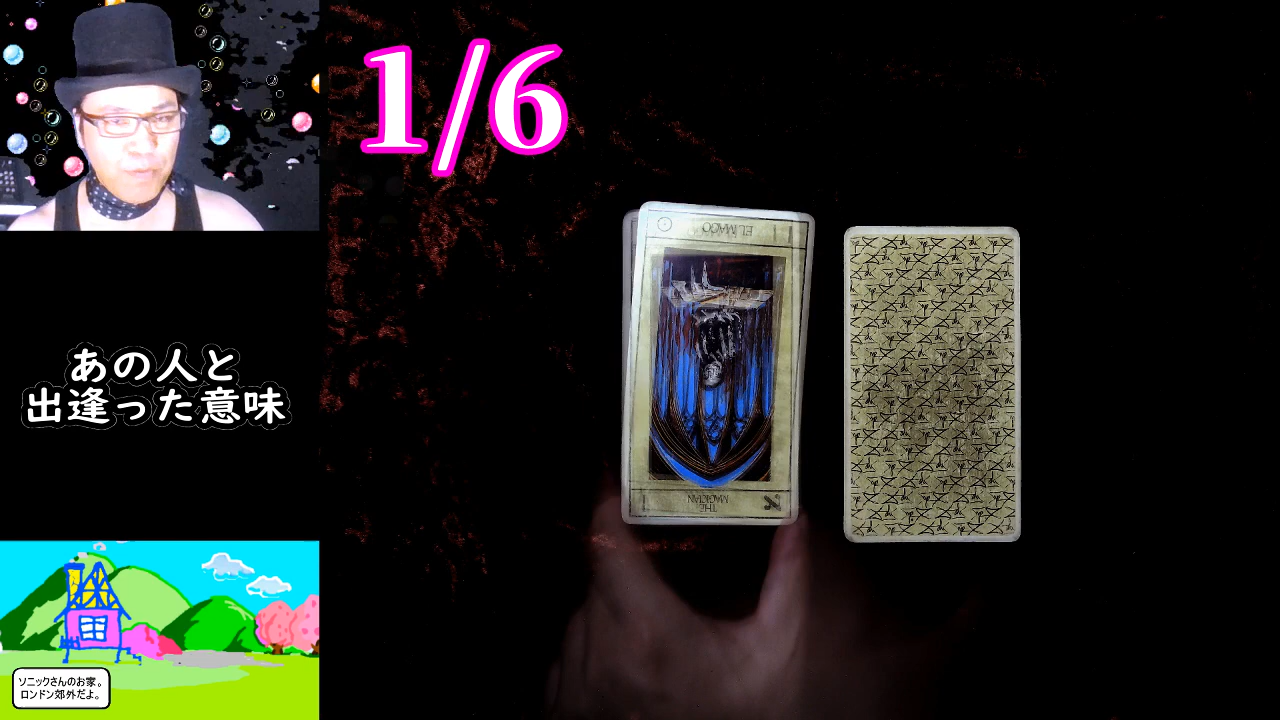 1/6
EL MAGO
I
THE
MAGICIAN
I
あの人と
出逢った意味
ソニックさんのお家。
ロンドン郊外だよ。